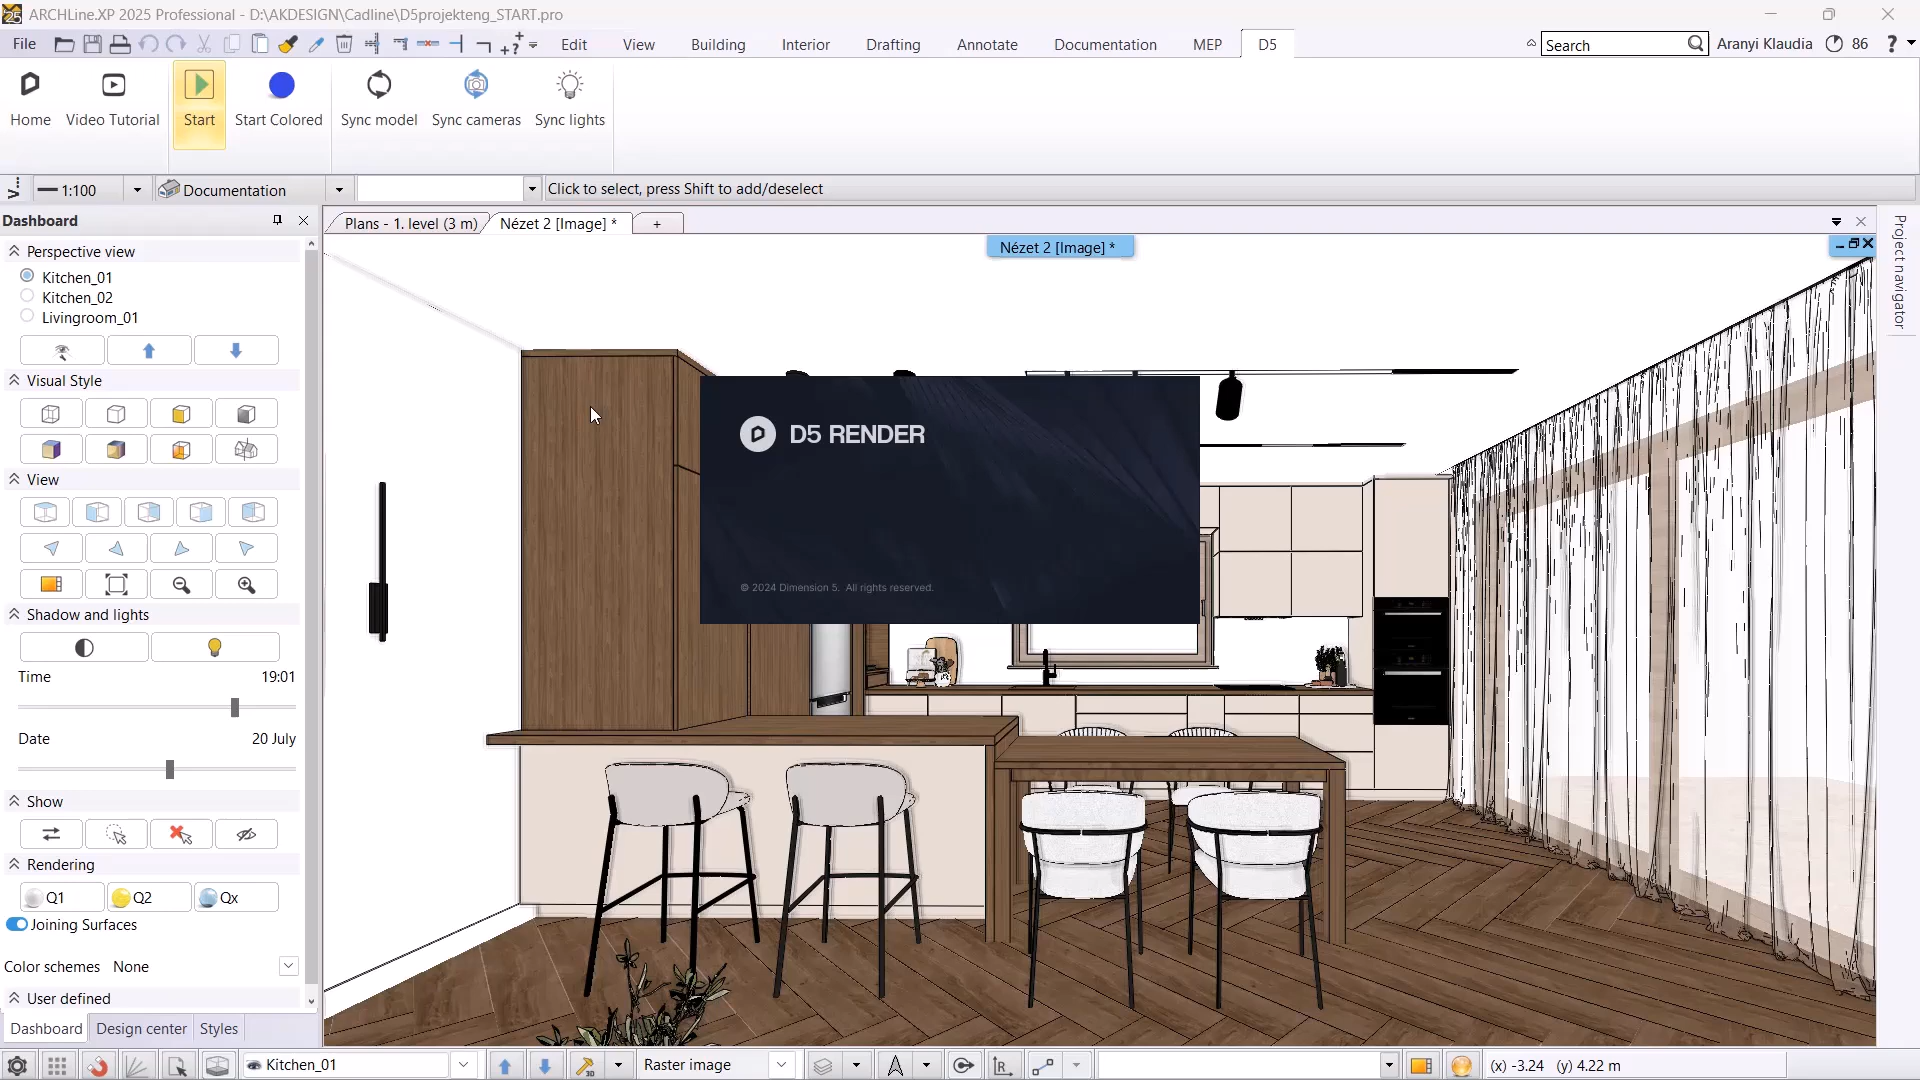 ARCHLine.XP 2025 Professional - D:\AKDESIGN\Cadline\D5projekteng_START.pro
File
Edit
View
Building
Interior
Drafting
Annotate
Documentation
MEP
D5
Search
Aranyi Klaudia
86
?
Home
Video Tutorial
Start
Start Colored
Sync model
Sync cameras
Sync lights
1:100
Documentation
Click to select, press Shift to add/deselect
Dashboard
Plans - 1. level (3 m)
Nézet 2 [Image] *
+
Nézet 2 [Image] *
Project navigator
Perspective view
Kitchen_01
Kitchen_02
Livingroom_01
Visual Style
View
Shadow and lights
Time 19:01
Date 20 July
Show
Rendering
Q1
Q2
Qx
Joining Surfaces
Color schemes None
User defined
Dashboard
Design center
Styles
D5 RENDER
© 2024 Dimension 5. All rights reserved.
Kitchen_01
Raster image
(x) -3.24 (y) 4.22 m